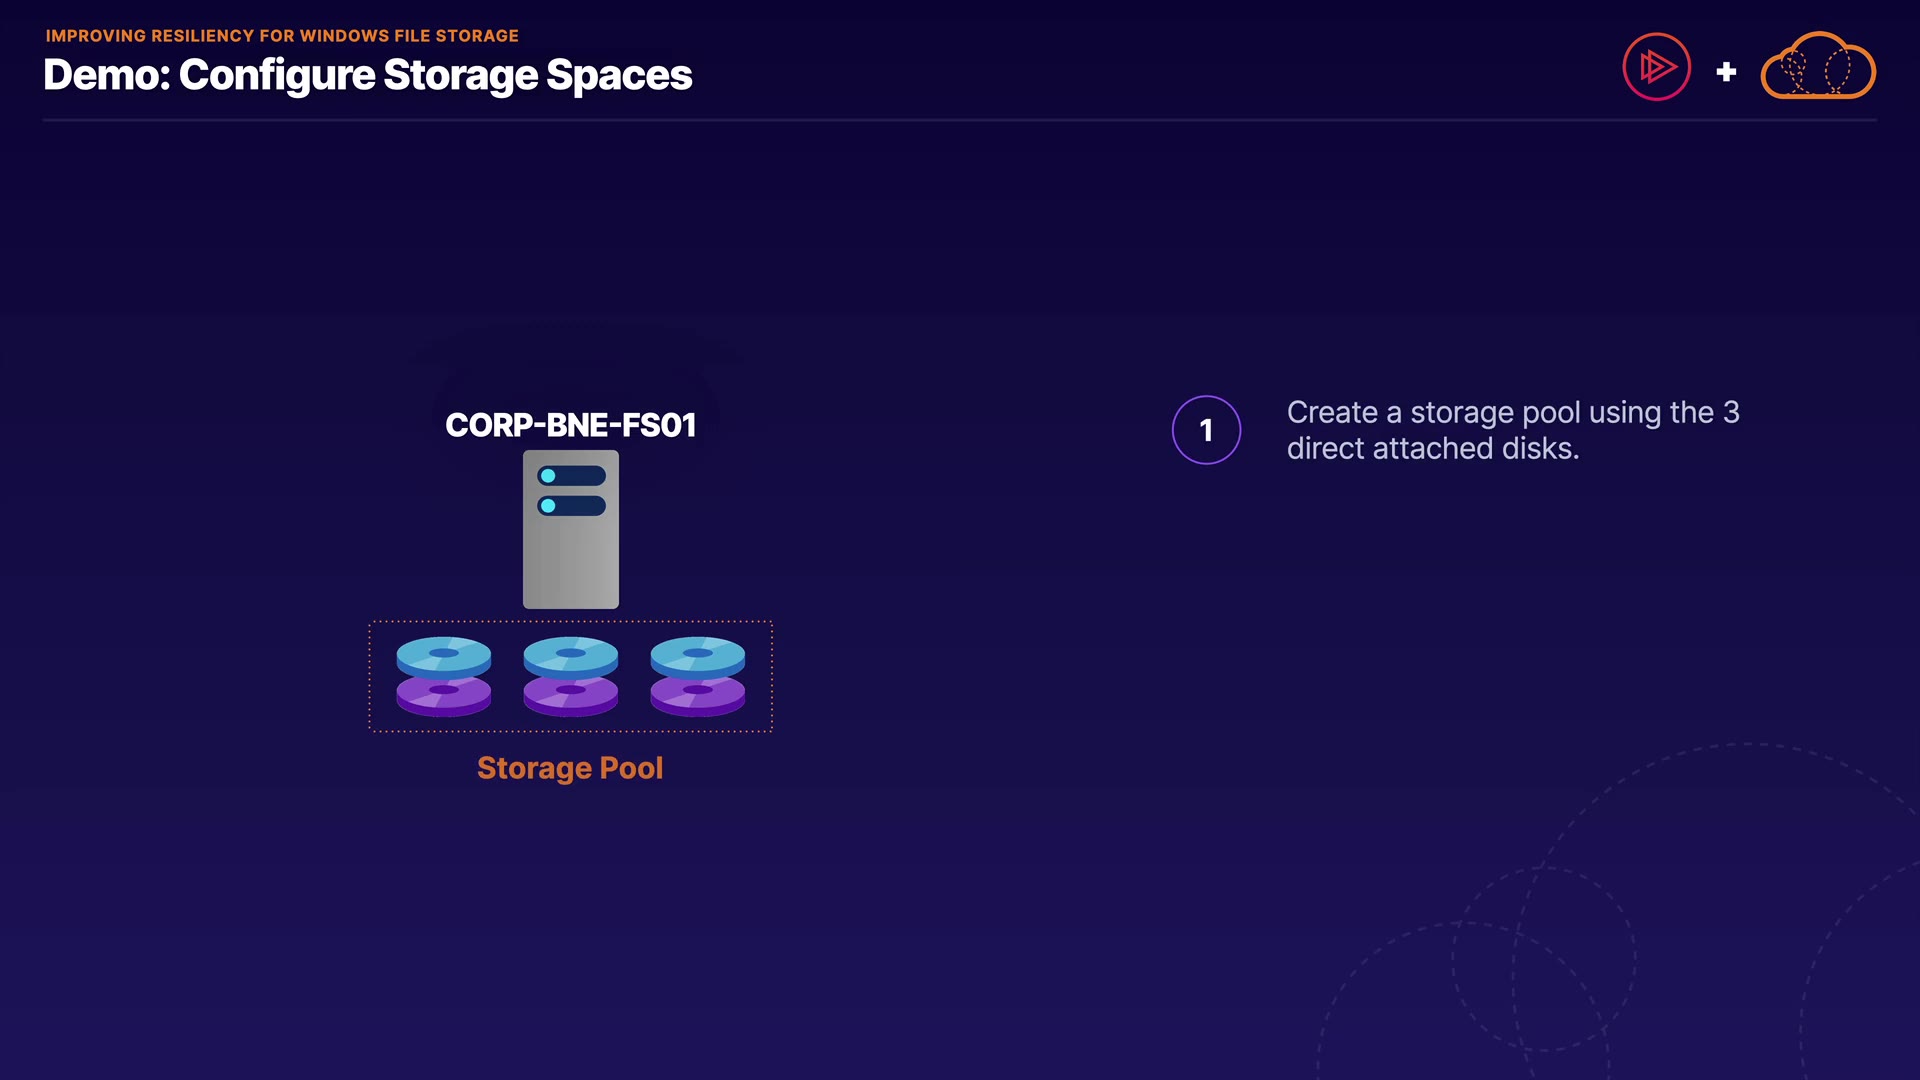 IMPROVING RESILIENCY FOR WINDOWS FILE STORAGE
Demo: Configure Storage Spaces
+
CORP-BNE-FS01
Storage Pool
1
Create a storage pool using the 3
direct attached disks.